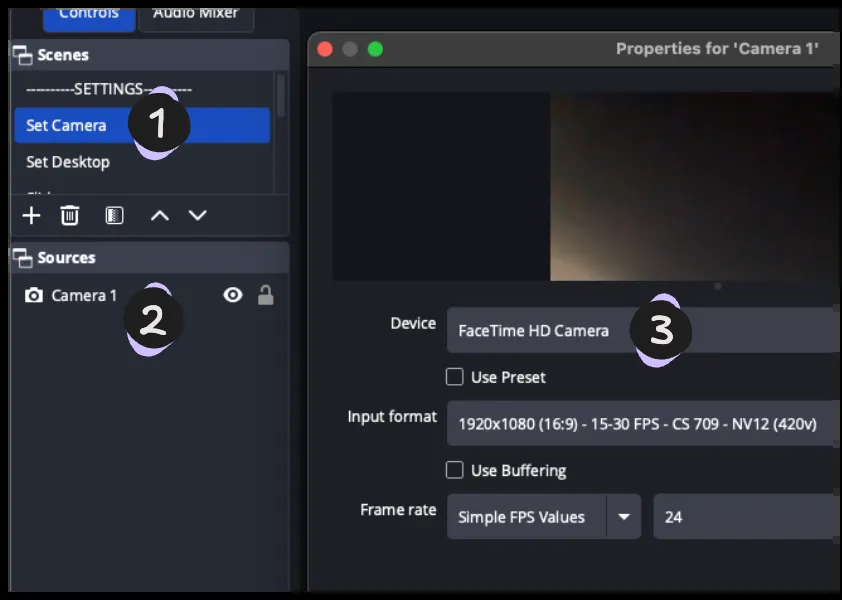 Controls
Audio Mixer
Scenes
----------SETTINGS----------
Set Camera
1
Set Desktop
Sources
Camera 1
2
Properties for 'Camera 1'
Device
FaceTime HD Camera
3
Use Preset
Input format
1920x1080 (16:9) - 15-30 FPS - CS 709 - NV12 (420v)
Use Buffering
Frame rate
Simple FPS Values
24